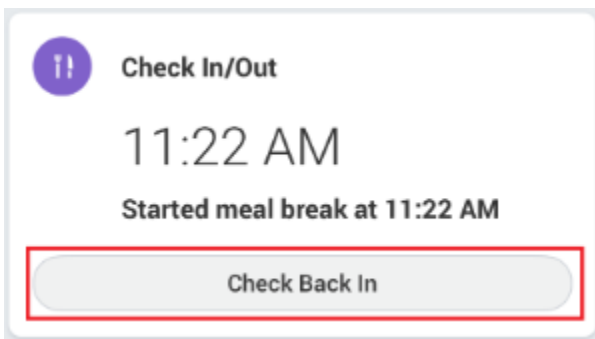 Check In/Out
11:22 AM
Started meal break at 11:22 AM
Check Back In